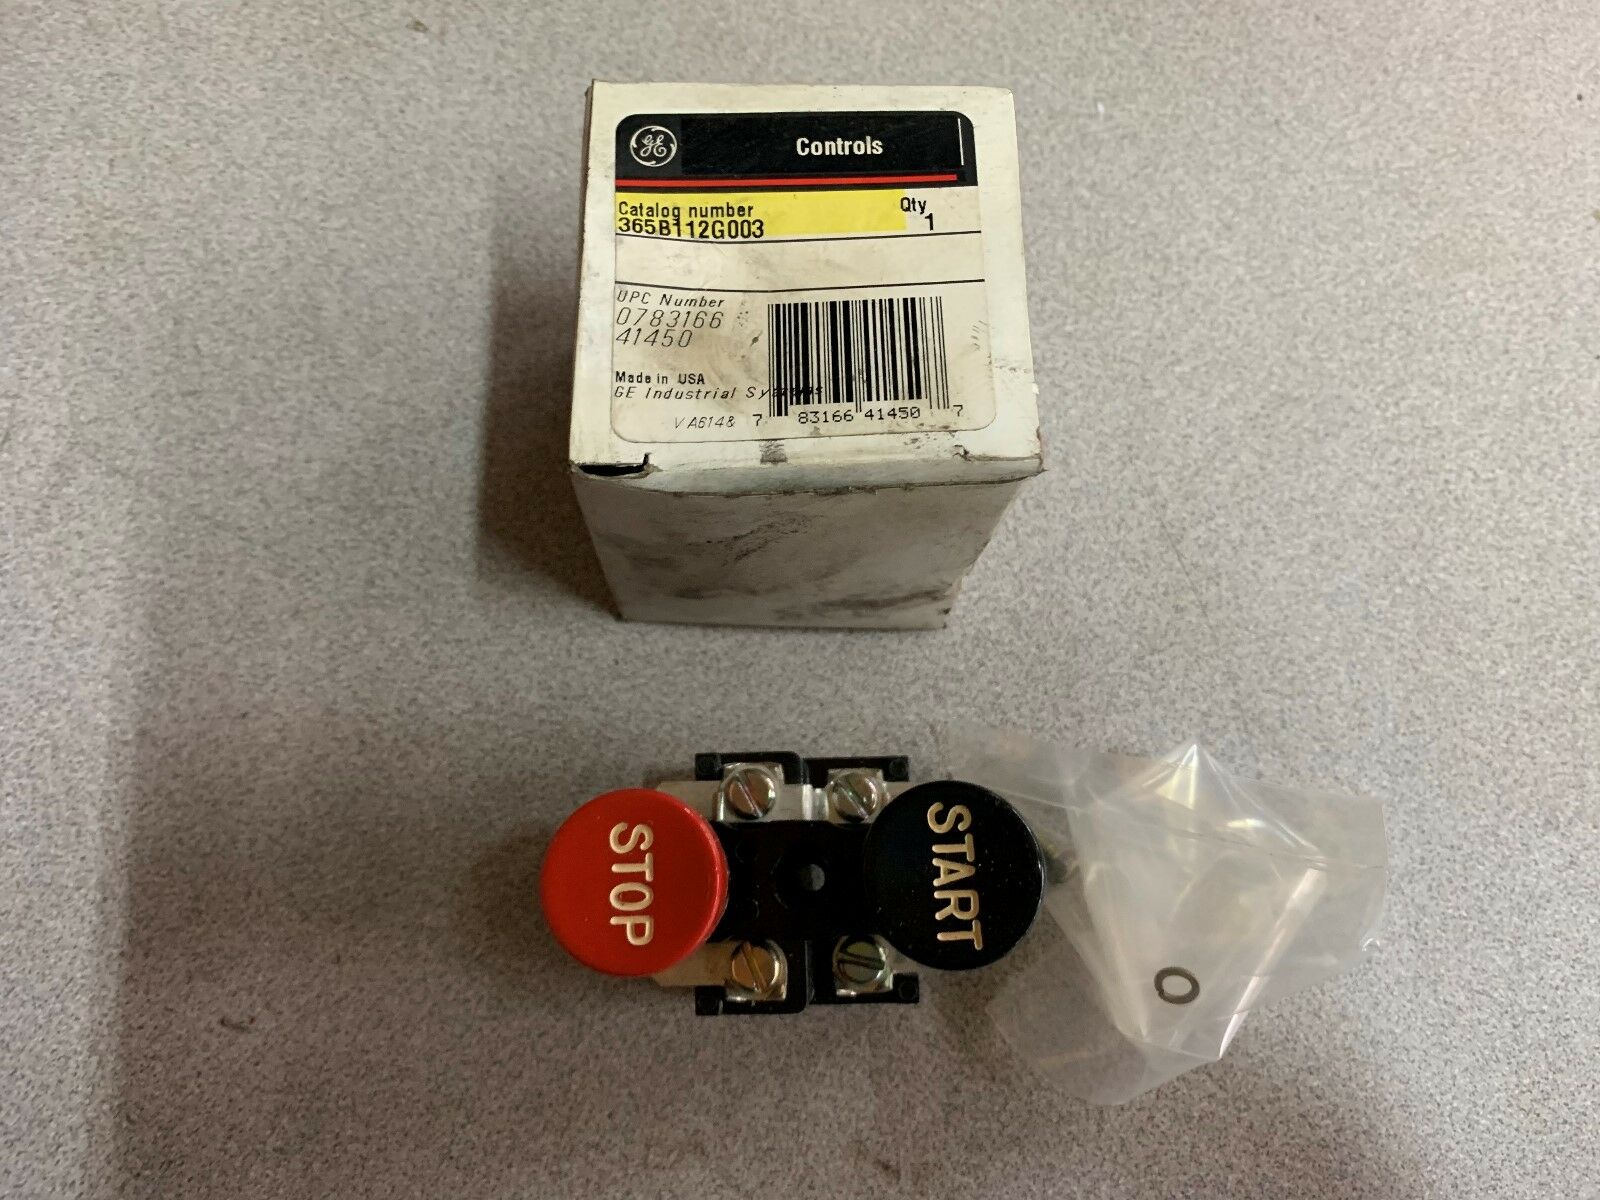 GE
Controls
Catalog number Qty
365B112G003 1
UPC Number
0783166
41450
Made in USA
GE Industrial Systems
VA614&
7 83166 41450 7
STOP
START